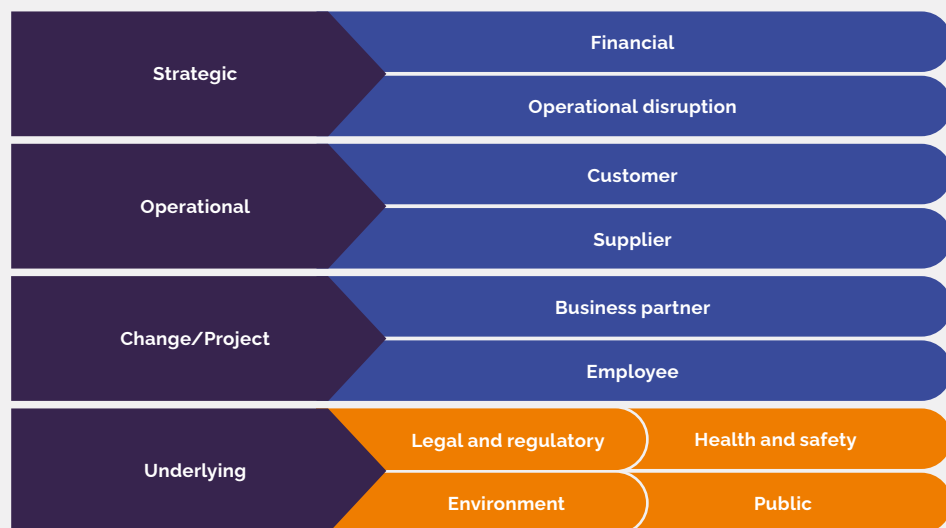 Strategic
Financial
Operational disruption
Operational
Customer
Supplier
Change/Project
Business partner
Employee
Underlying
Legal and regulatory
Health and safety
Environment
Public